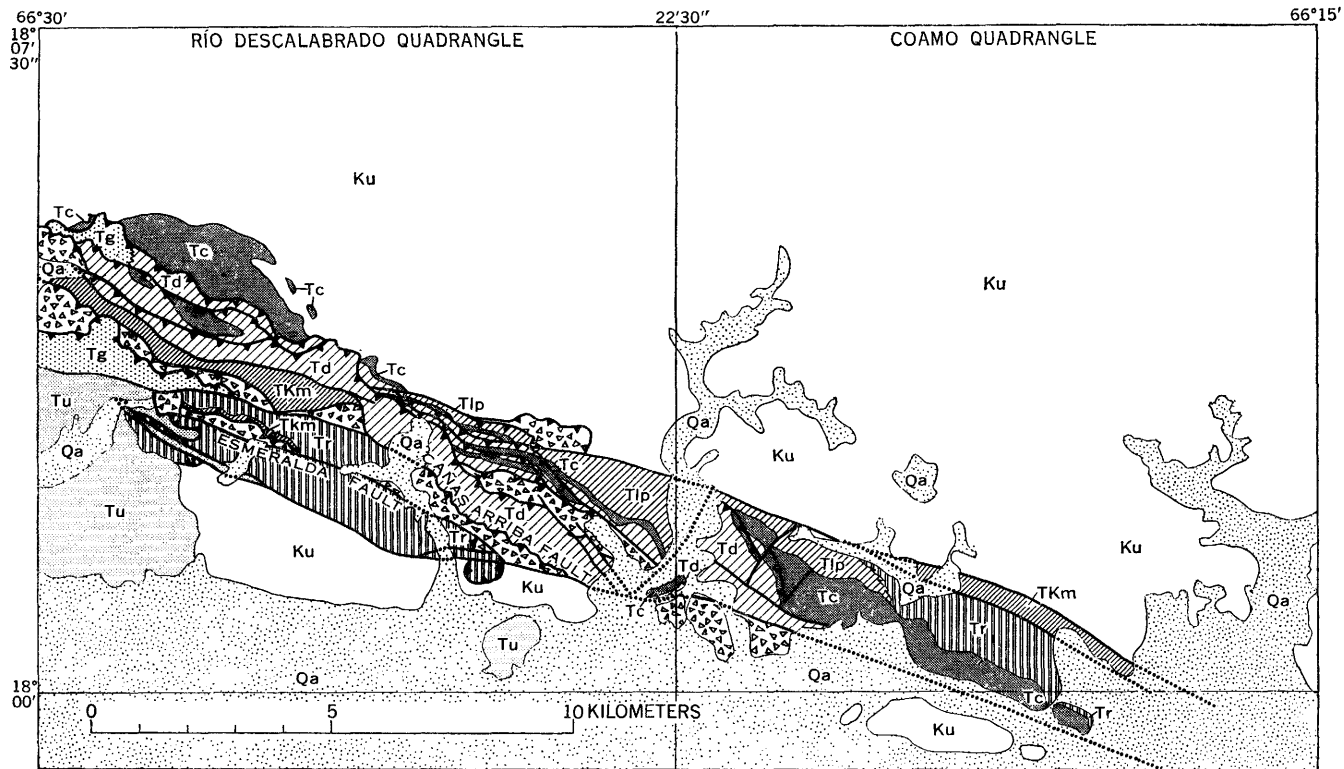 66°30' 22'30" 66°15'
18°
07'
30"
RÍO DESCALABRADO QUADRANGLE COAMO QUADRANGLE
Ku
Tc
Tg
Tc
Ku
Qa
Td
Tc
Tg
Td
Tc
TKm
Tlp
Tu
Tkm
Tr
Qa
Qa
Ku
Qa
Tc
Qa
ESMERALDA FAULT
CAÑAS ARRIBA FAULT
Tlp
Tu
Td
Ku
Tr
Ku
Td
Td
Tlp
Qa
Ku
TKm
Qa
Tc
Tc
Tr
Tu
Qa
Qa
18°
00'
Tc
Tr
Ku
0 5 10 KILOMETERS